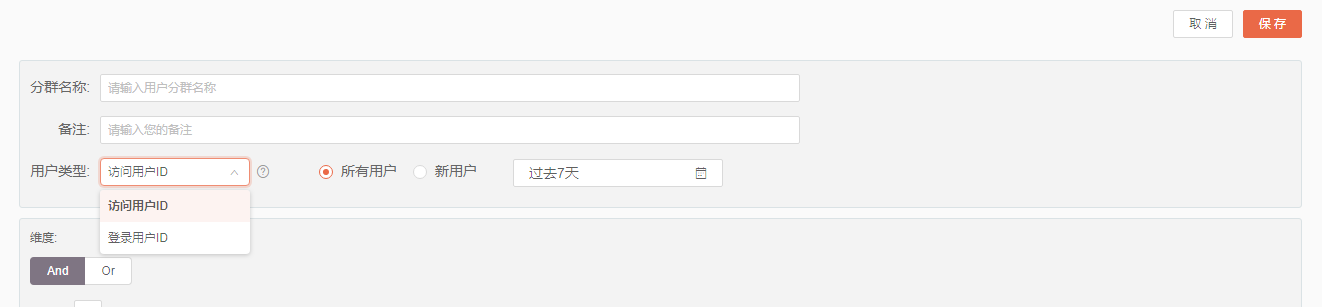 取 消 保 存
分群名称: 请输入用户分群名称
备注: 请输入您的备注
用户类型: 访问用户ID ? 所有用户 新用户 过去7天
访问用户ID
登录用户ID
维度:
And Or